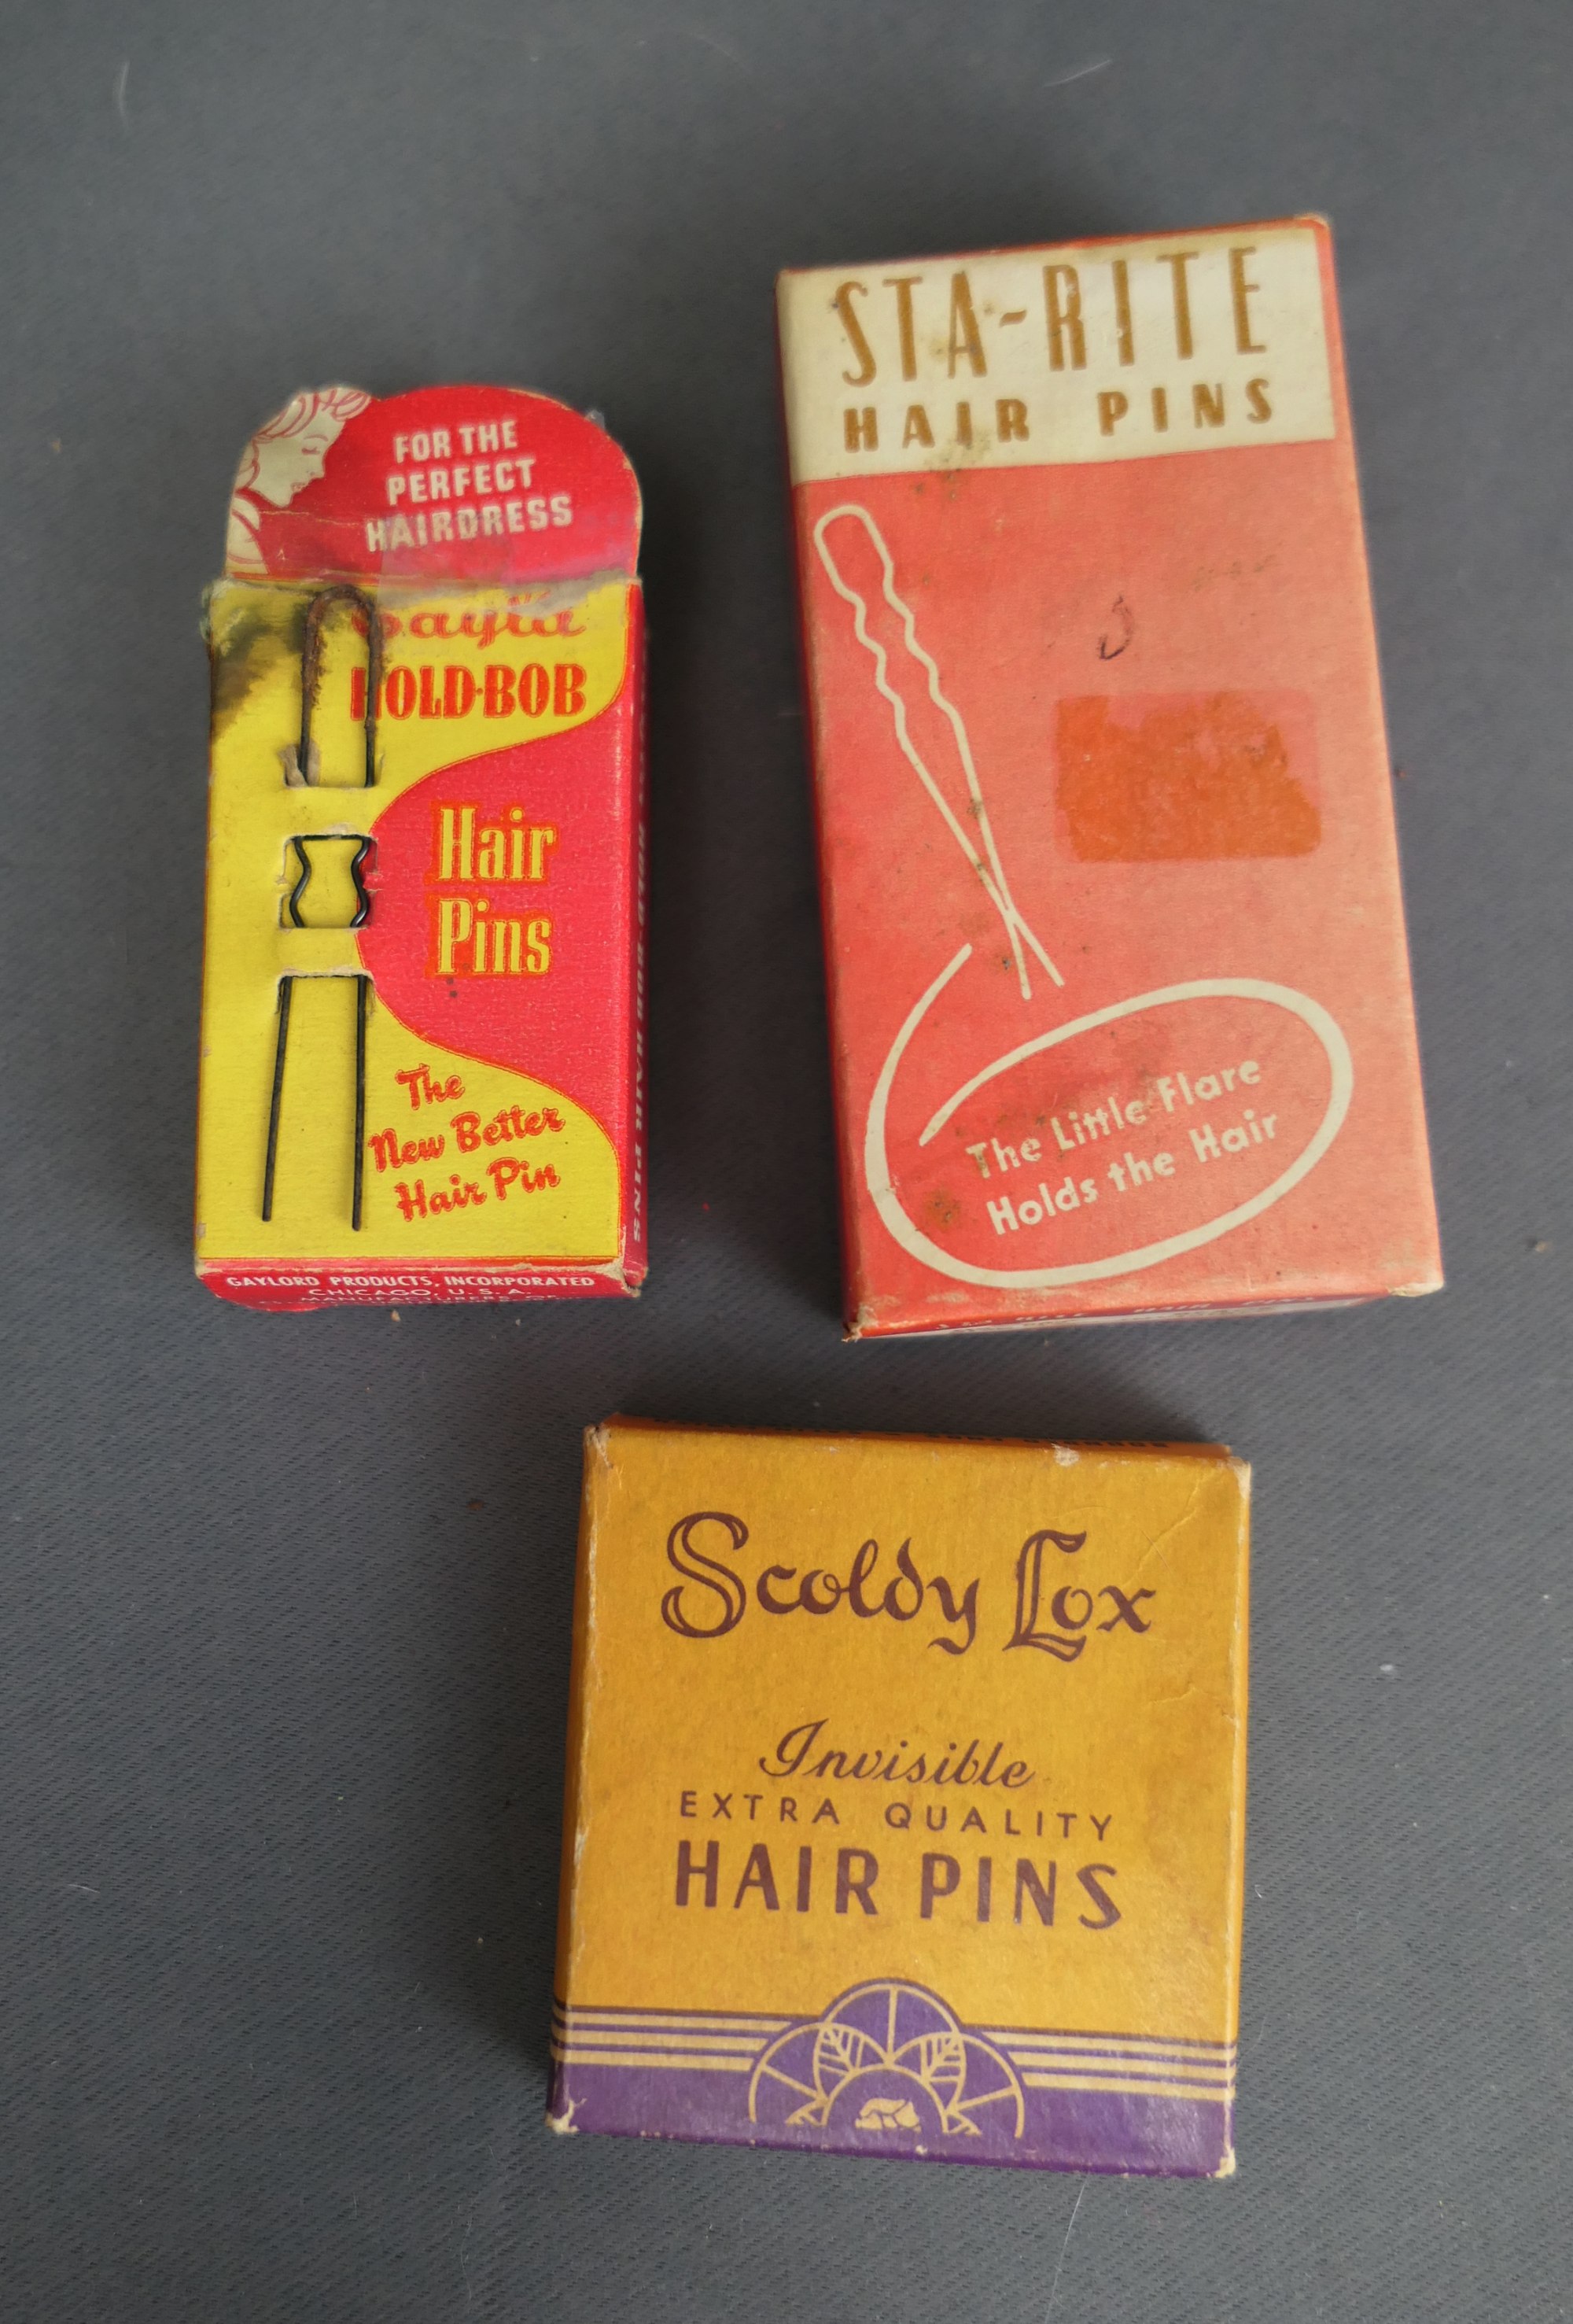 FOR THE
PERFECT
HAIRDRESS
Gayla
HOLD-BOB
Hair
Pins
The
New Better
Hair Pin
GAYLORD PRODUCTS, INCORPORATED
CHICAGO, U.S.A.
STA-RITE
HAIR PINS
The Little Flare
Holds the Hair
Scoldy Lox
Invisible
EXTRA QUALITY
HAIR PINS